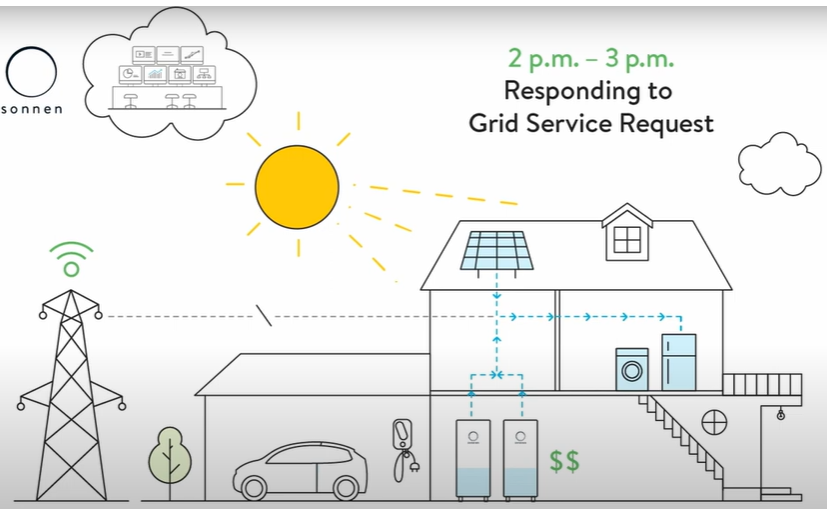 sonnen
2 p.m. – 3 p.m.
Responding to
Grid Service Request
$$